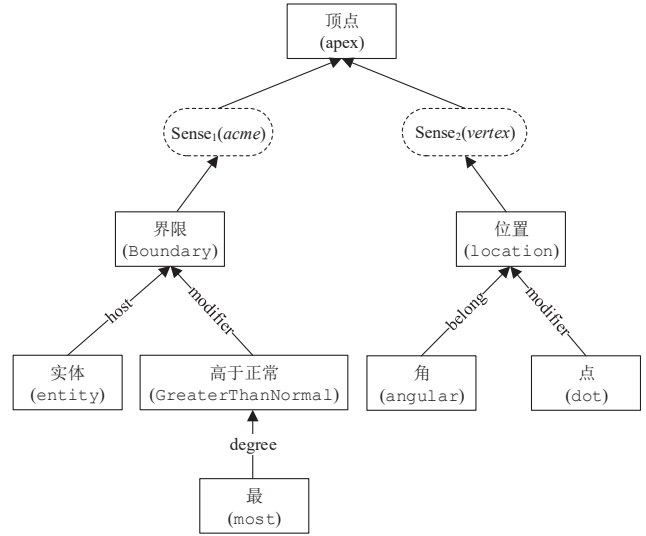 顶点
(apex)
Sense₁(acme)
Sense₂(vertex)
界限
(Boundary)
位置
(location)
host
modifier
belong
modifier
实体
(entity)
高于正常
(GreaterThanNormal)
角
(angular)
点
(dot)
degree
最
(most)